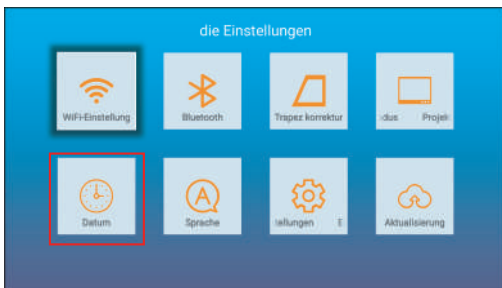 die Einstellungen
WiFi-Einstellung
Bluetooth
Trapez korrektur
dus Projek
Datum
A
Sprache
tellungen E
Aktualisierung